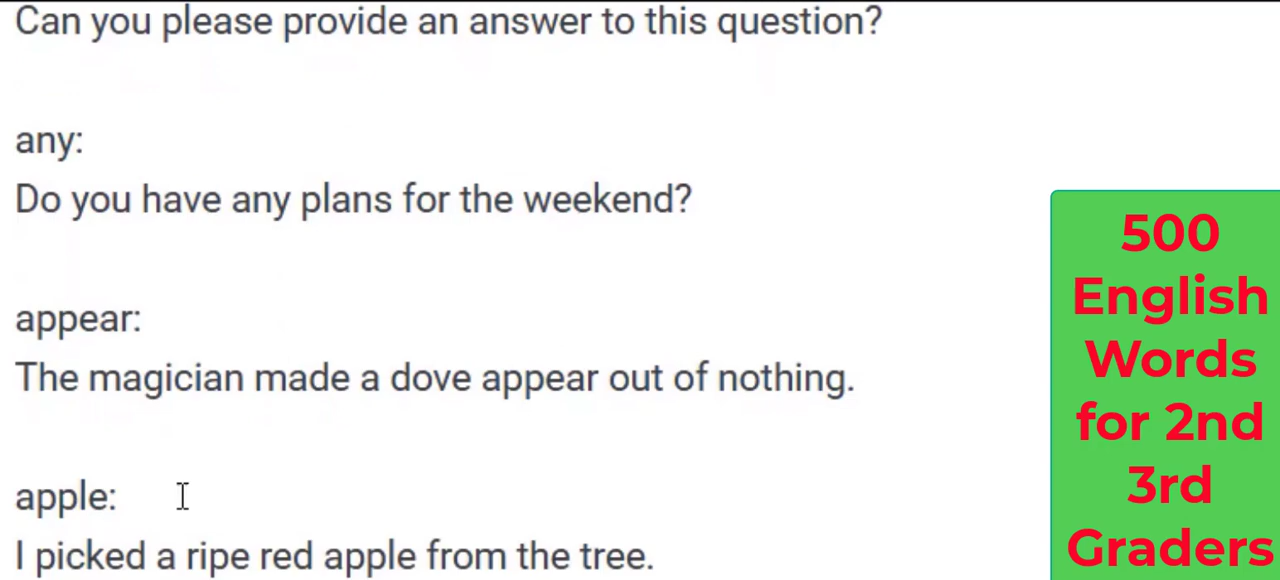 Can you please provide an answer to this question?
any:
Do you have any plans for the weekend?
appear:
The magician made a dove appear out of nothing.
apple:
I picked a ripe red apple from the tree.
500
English
Words
for 2nd
3rd
Graders